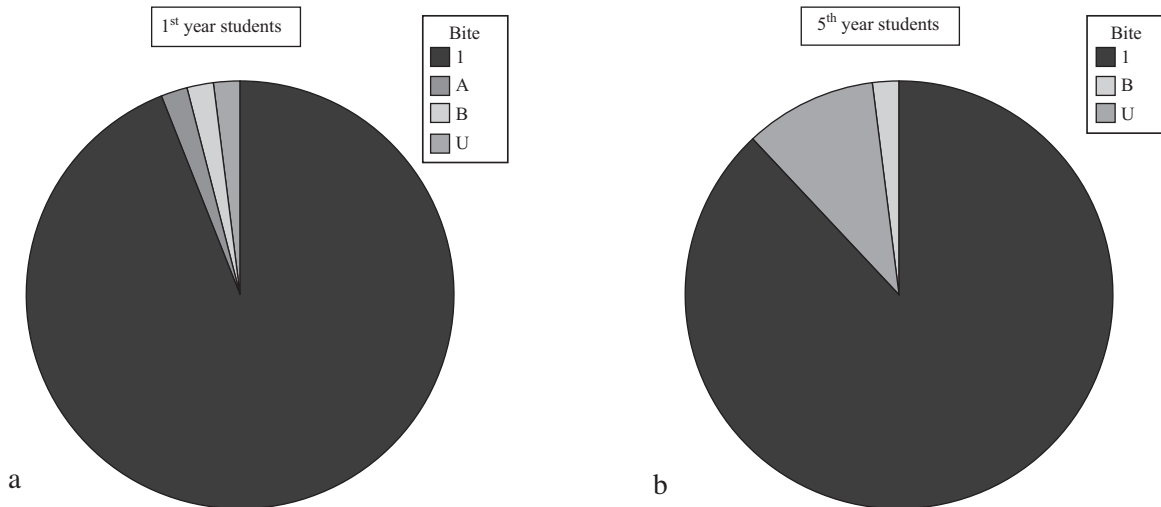 1st year students
Bite
1
A
B
U
a
5th year students
Bite
1
B
U
b